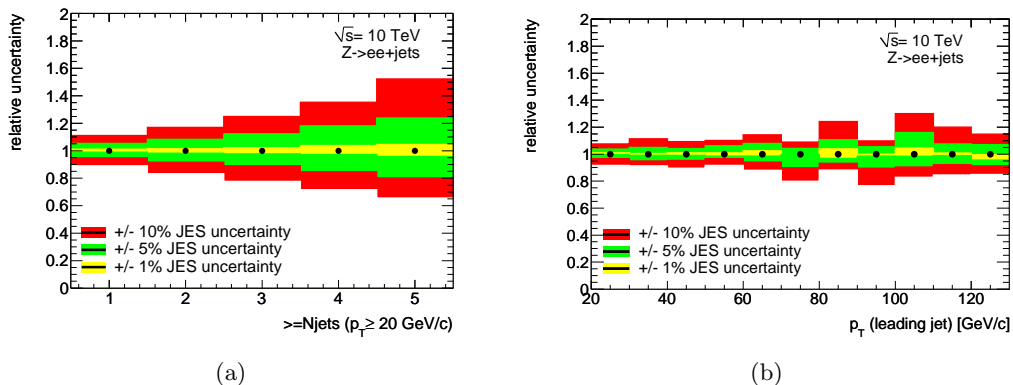 relative uncertainty
2
1.8
1.6
1.4
1.2
1
0.8
0.6
0.4
0.2
0
√s= 10 TeV
Z->ee+jets
+/- 10% JES uncertainty
+/- 5% JES uncertainty
+/- 1% JES uncertainty
1 2 3 4 5
>=Njets (p_T ≥ 20 GeV/c)
(a)
relative uncertainty
2
1.8
1.6
1.4
1.2
1
0.8
0.6
0.4
0.2
0
√s= 10 TeV
Z->ee+jets
+/- 10% JES uncertainty
+/- 5% JES uncertainty
+/- 1% JES uncertainty
20 40 60 80 100 120
p_T (leading jet) [GeV/c]
(b)